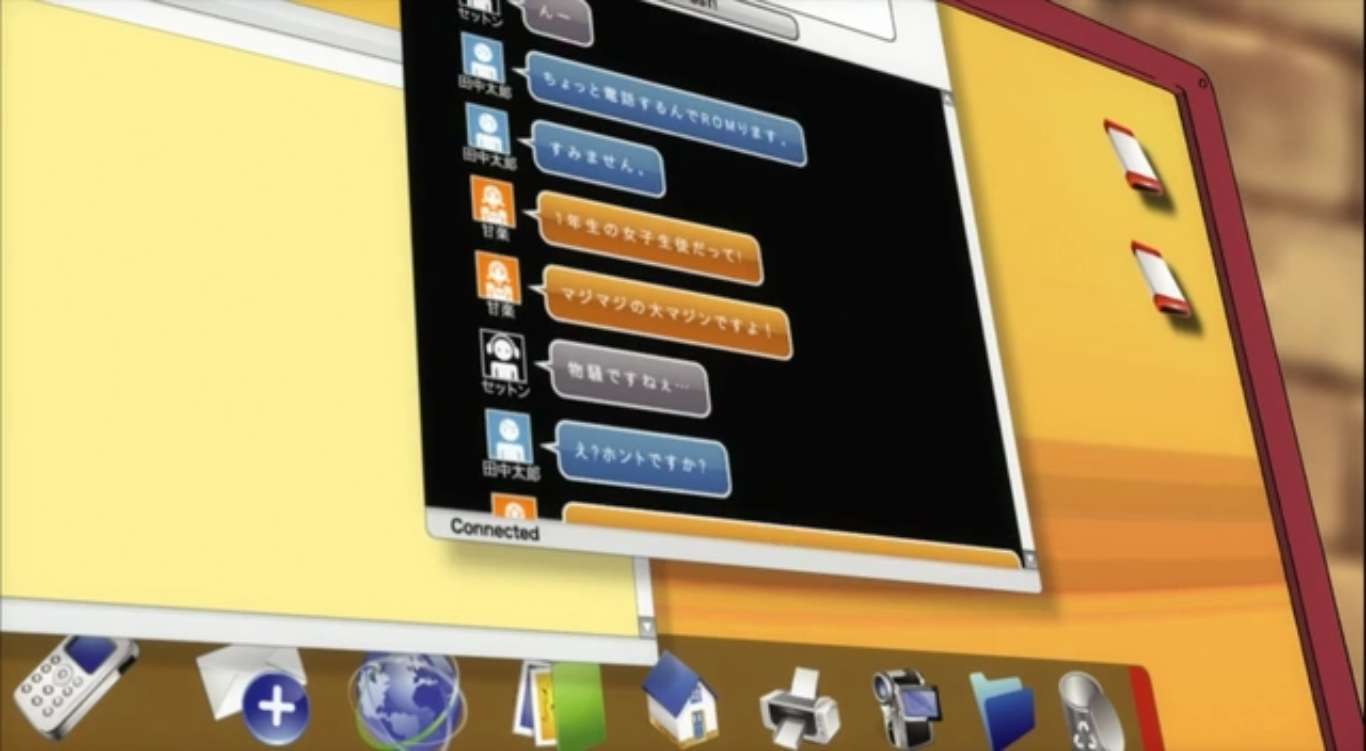 セットン
んー
田中太郎
ちょっと電話するんでROMります。
田中太郎
すみません。
甘楽
1年生の女子生徒だって!
甘楽
マジマジの大マジンですよ!
セットン
物騒ですねぇ…
田中太郎
え?ホントですか?
Connected